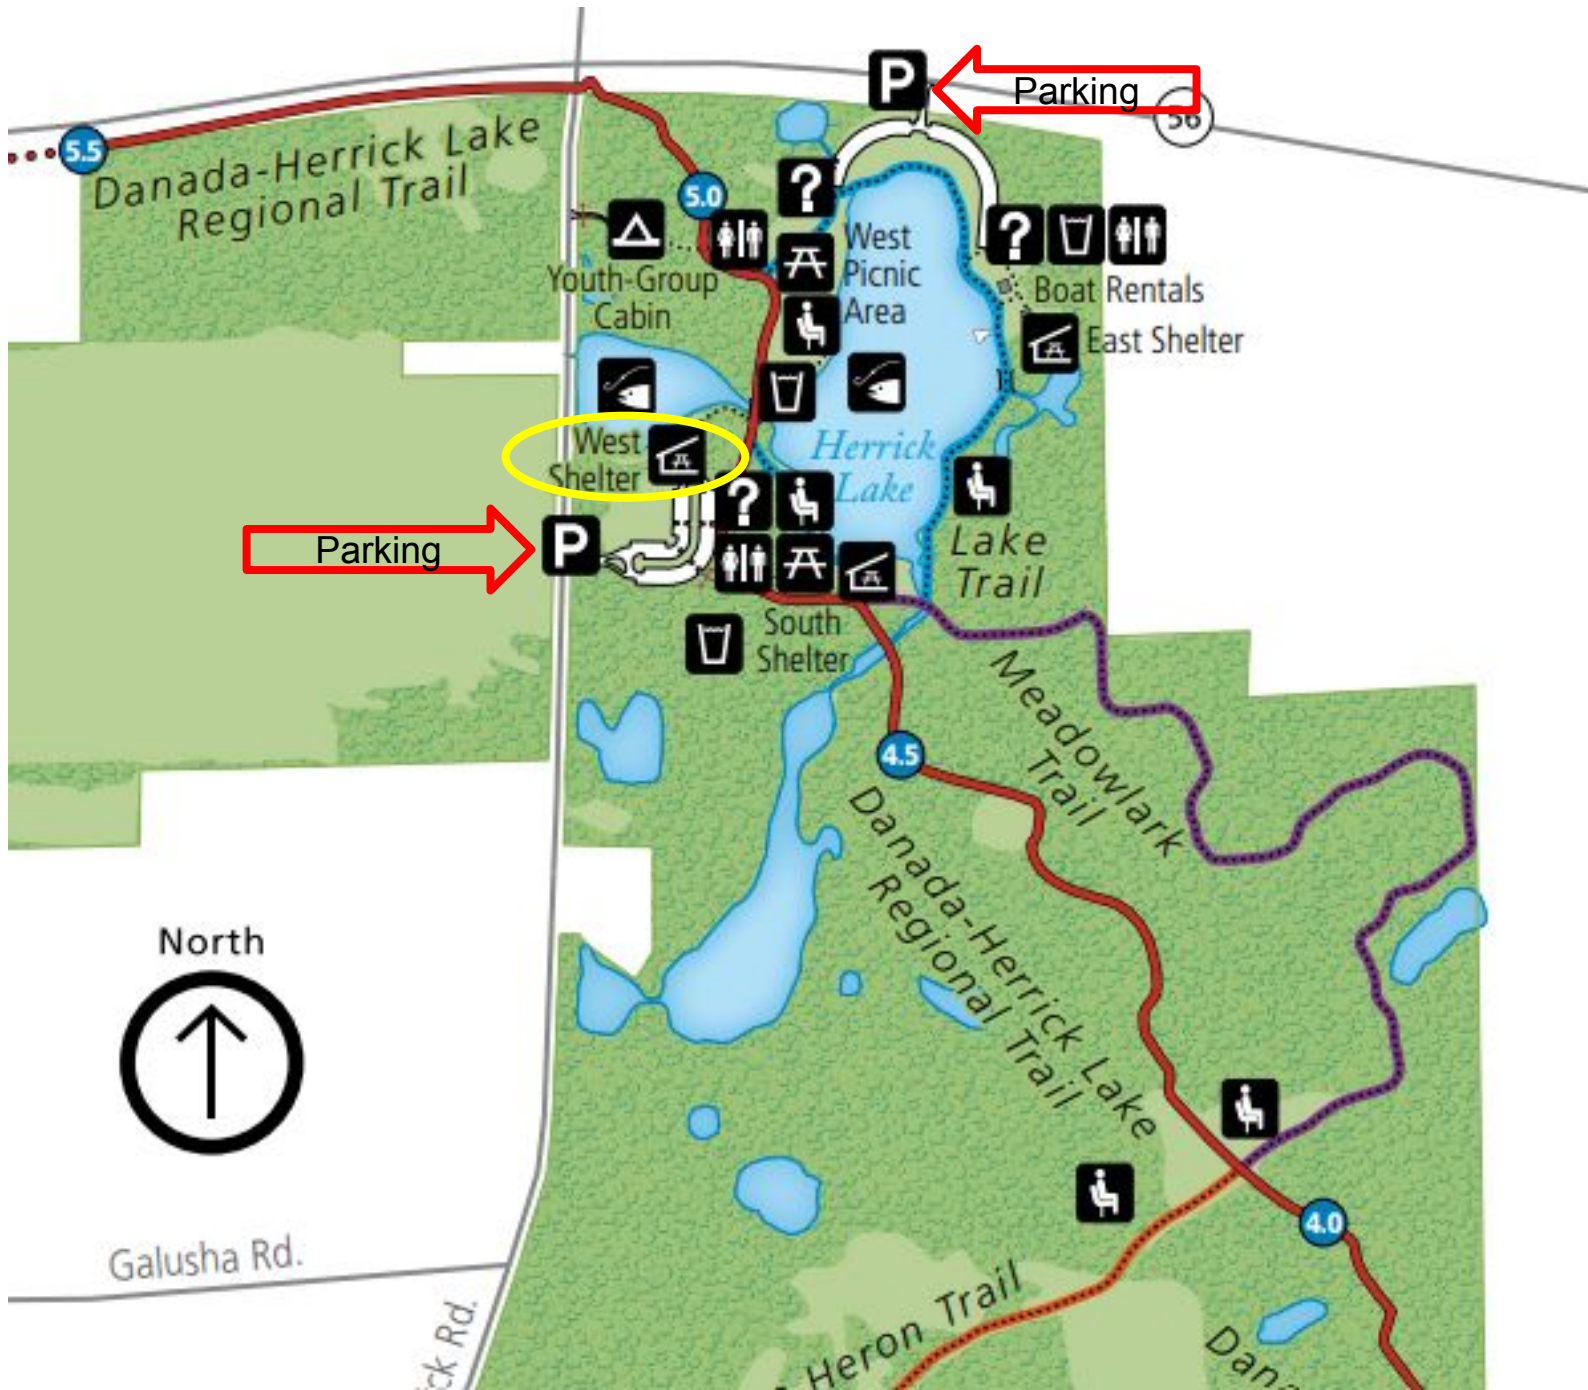 P
Parking
56
5.5
Danada-Herrick Lake
Regional Trail
5.0
?
West
Picnic
Area
?
Boat Rentals
Youth-Group
Cabin
East Shelter
West
Shelter
Herrick
Lake
?
Parking
P
Lake
Trail
South
Shelter
Meadowlark
Trail
4.5
Danada-Herrick Lake
Regional Trail
North
4.0
Galusha Rd.
Heron Trail
ck Rd.
Dana